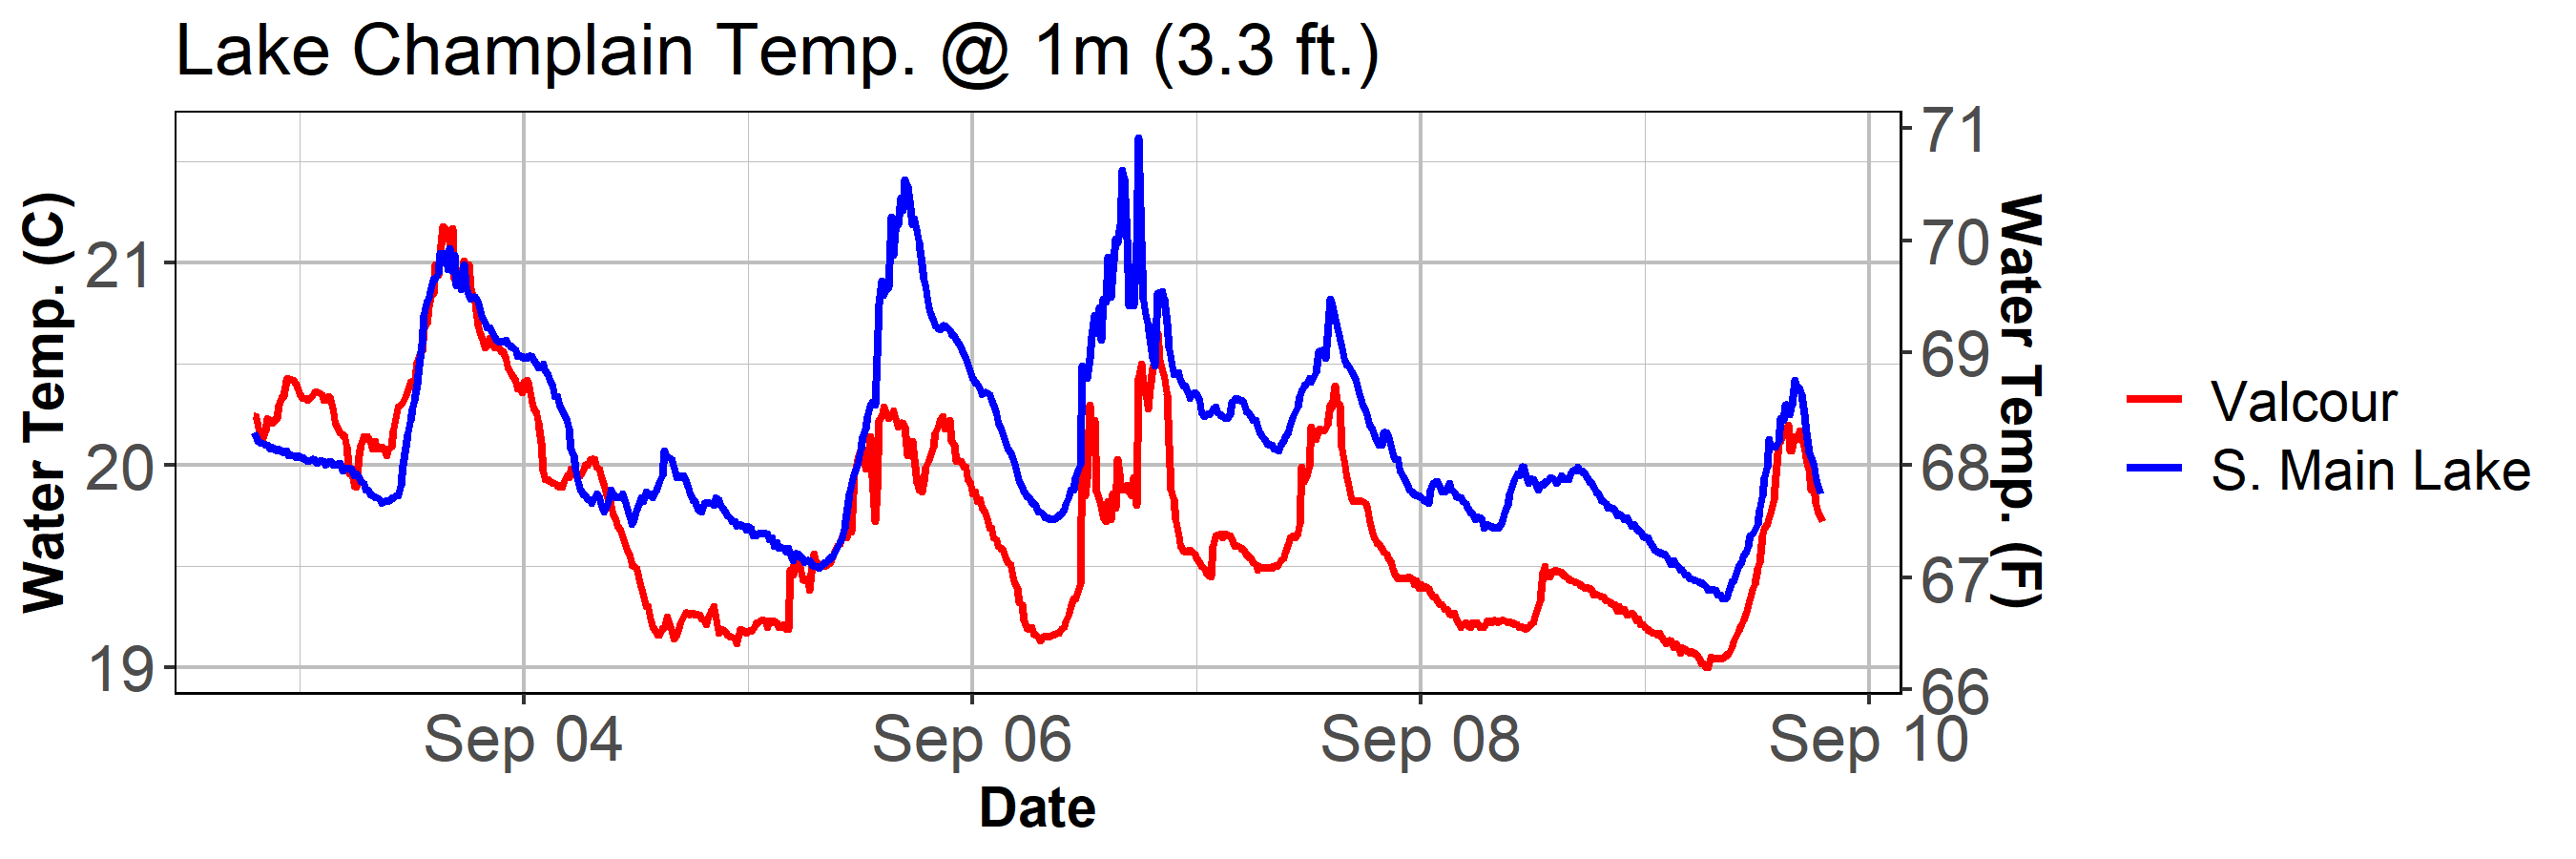 Lake Champlain Temp. @ 1m (3.3 ft.)
Water Temp. (C)
21
20
19
71
70
69
68
67
66
Water Temp. (F)
Sep 04
Sep 06
Sep 08
Sep 10
Date
Valcour
S. Main Lake